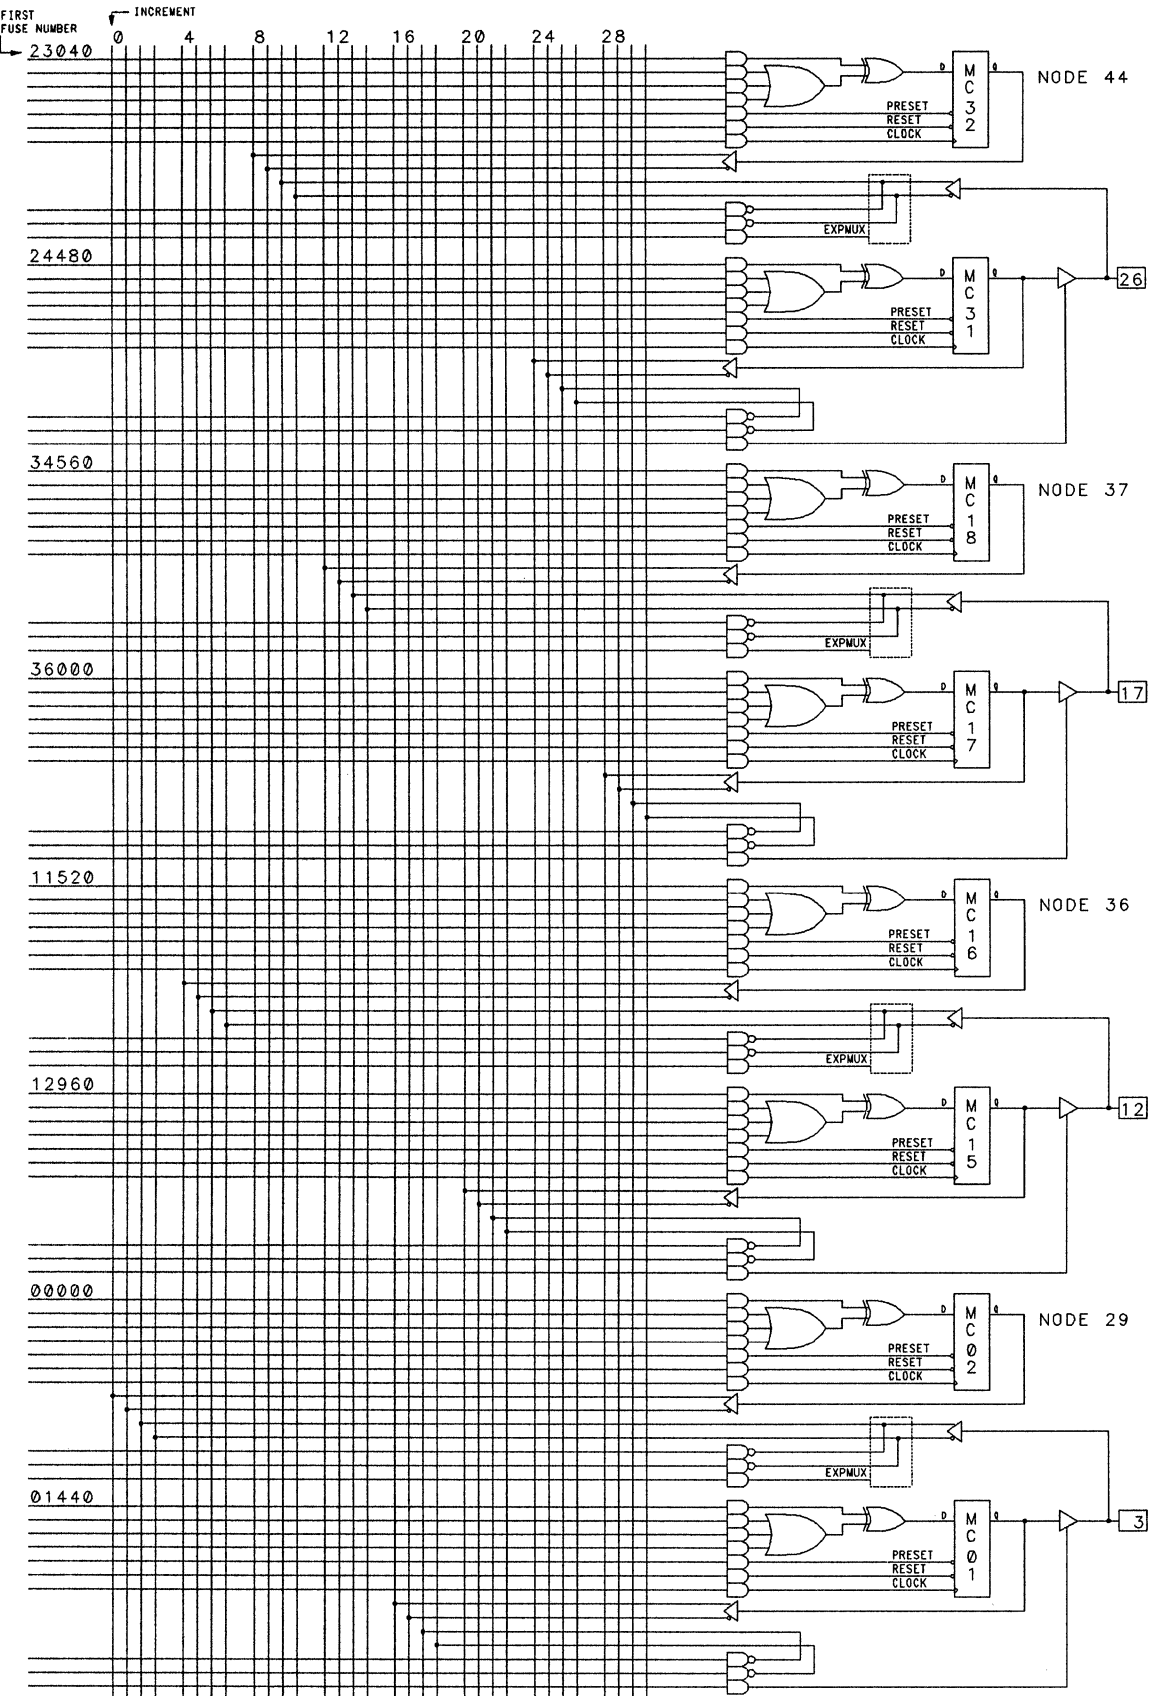 FIRST
FUSE NUMBER
INCREMENT
0 4 8 12 16 20 24 28
23040
D MC32 Q
NODE 44
PRESET
RESET
CLOCK
EXPMUX
24480
D MC31 Q
26
PRESET
RESET
CLOCK
34560
D MC18 Q
NODE 37
PRESET
RESET
CLOCK
EXPMUX
36000
D MC17 Q
17
PRESET
RESET
CLOCK
11520
D MC16 Q
NODE 36
PRESET
RESET
CLOCK
EXPMUX
12960
D MC15 Q
12
PRESET
RESET
CLOCK
00000
D MC02 Q
NODE 29
PRESET
RESET
CLOCK
EXPMUX
01440
D MC01 Q
3
PRESET
RESET
CLOCK